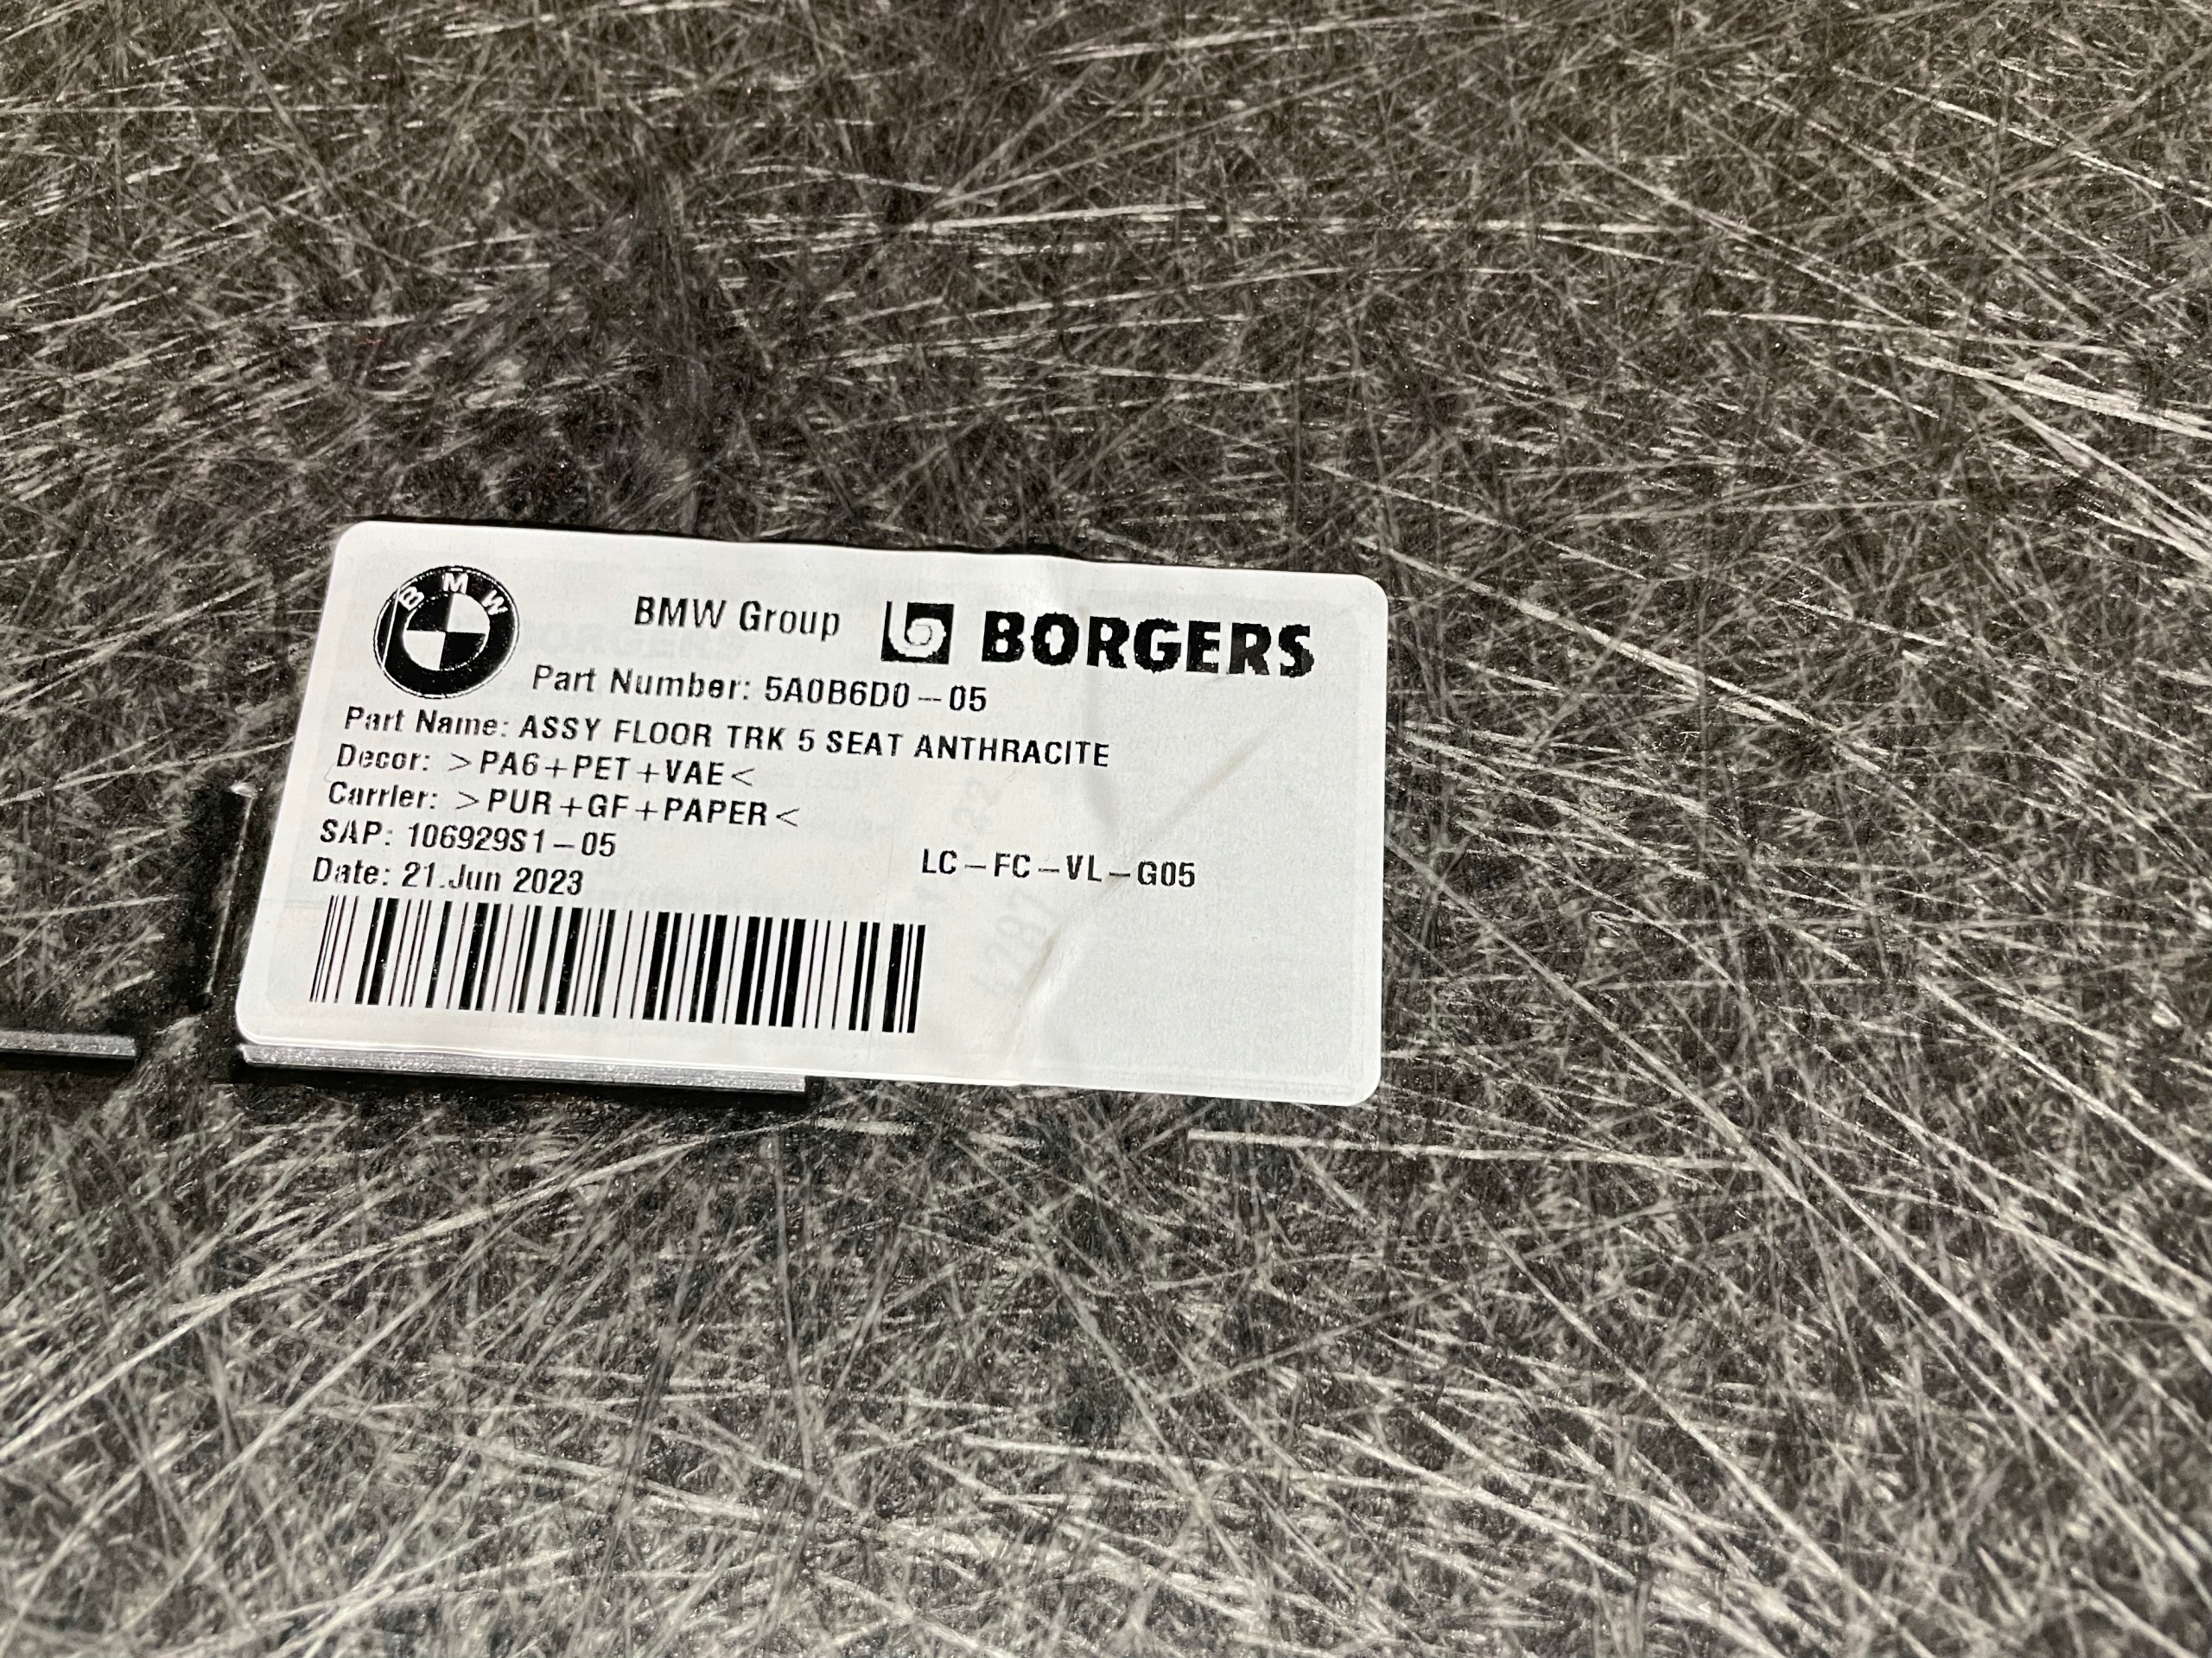 BMW
BMW Group BORGERS
Part Number: 5A0B6D0-05
Part Name: ASSY FLOOR TRK 5 SEAT ANTHRACITE
Decor: >PA6+PET+VAE<
Carrier: >PUR+GF+PAPER<
SAP: 106929S1-05
LC-FC-VL-G05
Date: 21.Jun 2023